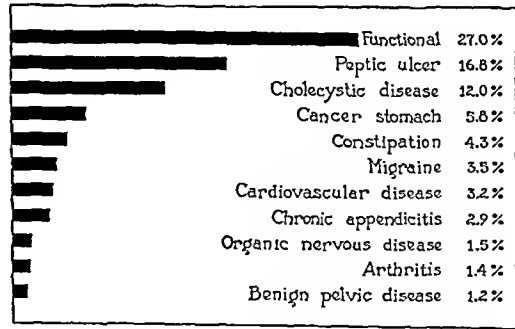 Functional 27.0%
Peptic ulcer 16.8%
Cholecystic disease 12.0%
Cancer stomach 5.8%
Constipation 4.3%
Migraine 3.5%
Cardiovascular disease 3.2%
Chronic appendicitis 2.9%
Organic nervous disease 1.5%
Arthritis 1.4%
Benign pelvic disease 1.2%